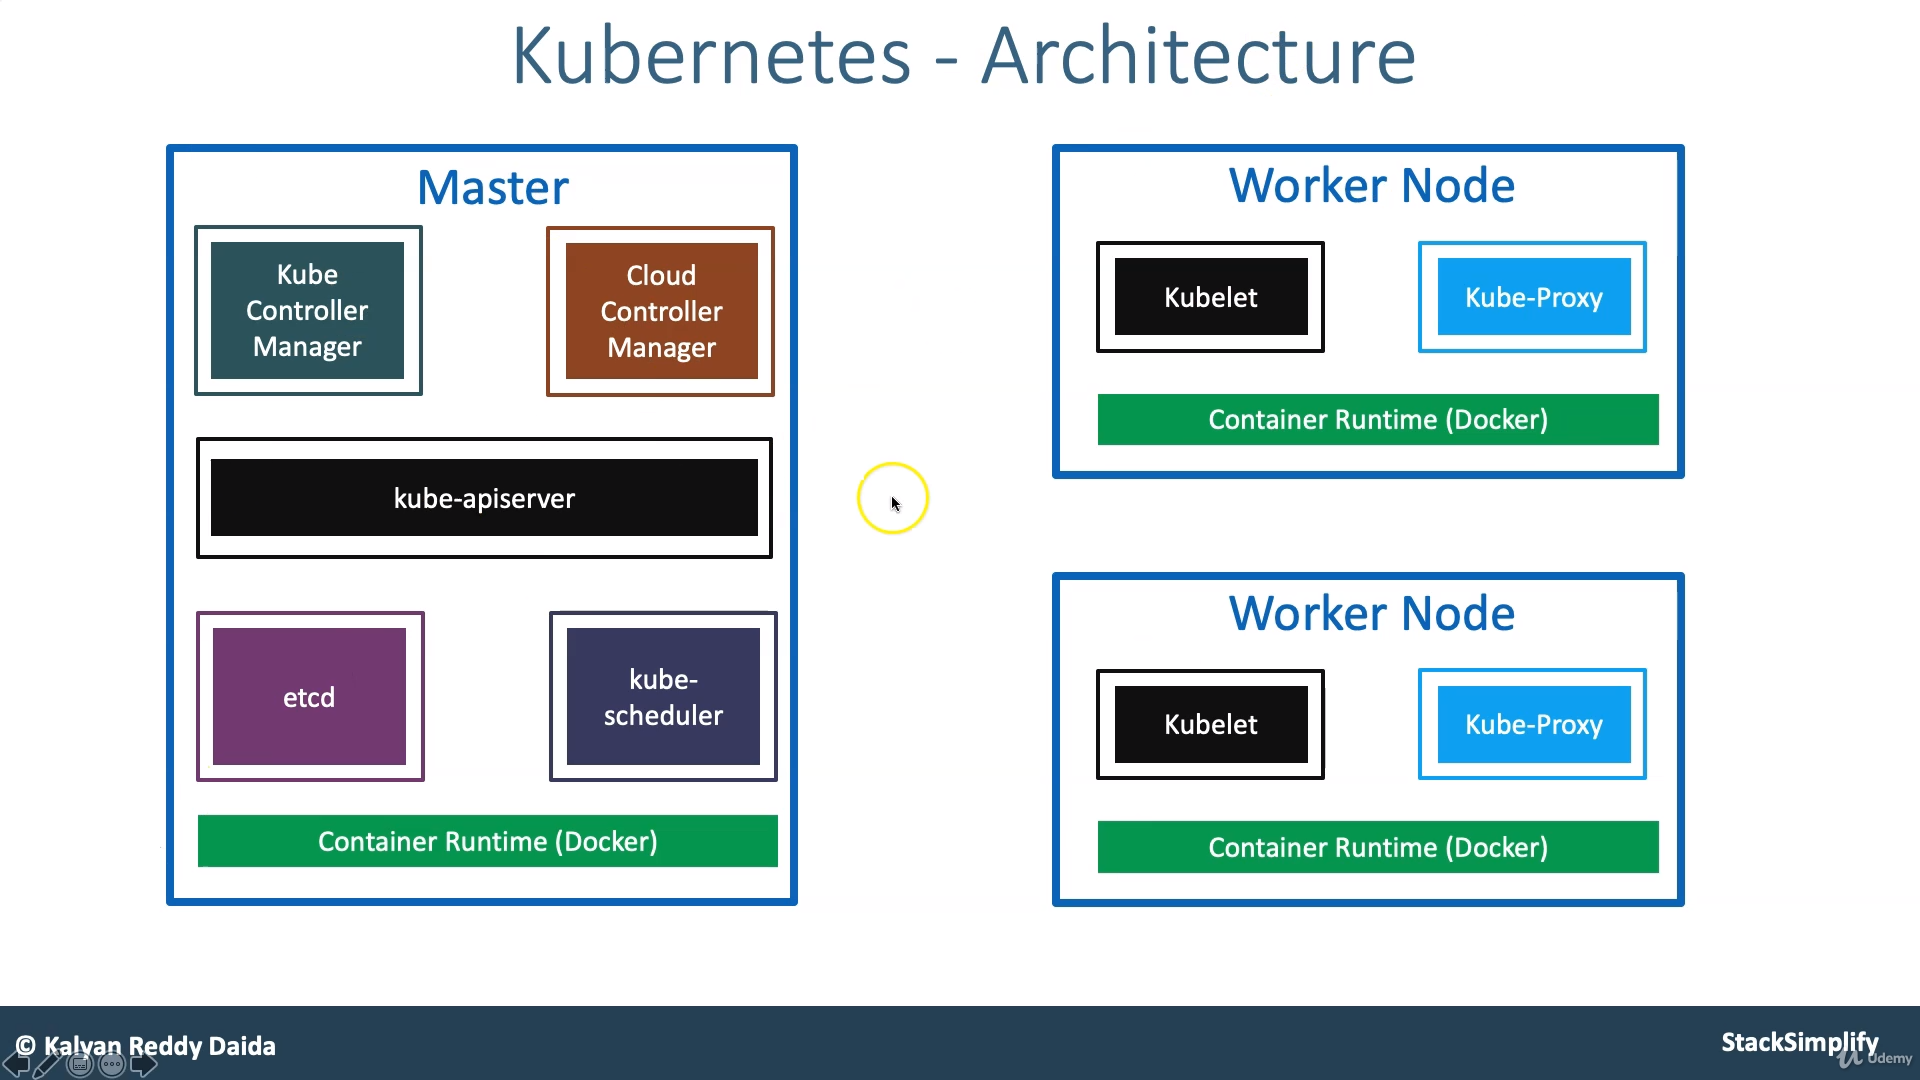 Kubernetes - Architecture
Master
Kube
Controller
Manager
Cloud
Controller
Manager
kube-apiserver
etcd
kube-
scheduler
Container Runtime (Docker)
Worker Node
Kubelet
Kube-Proxy
Container Runtime (Docker)
Worker Node
Kubelet
Kube-Proxy
Container Runtime (Docker)
© Kalyan Reddy Daida
StackSimplify
Udemy